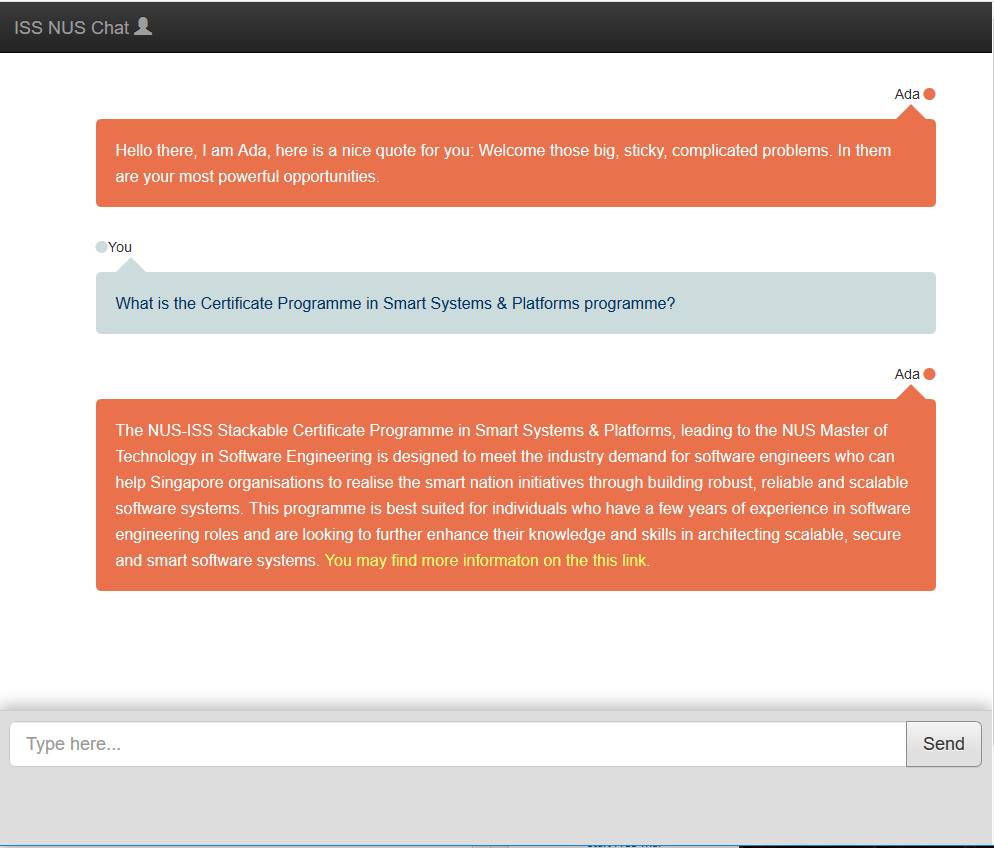 ISS NUS Chat
Ada
Hello there, I am Ada, here is a nice quote for you: Welcome those big, sticky, complicated problems. In them
are your most powerful opportunities.
You
What is the Certificate Programme in Smart Systems & Platforms programme?
Ada
The NUS-ISS Stackable Certificate Programme in Smart Systems & Platforms, leading to the NUS Master of
Technology in Software Engineering is designed to meet the industry demand for software engineers who can
help Singapore organisations to realise the smart nation initiatives through building robust, reliable and scalable
software systems. This programme is best suited for individuals who have a few years of experience in software
engineering roles and are looking to further enhance their knowledge and skills in architecting scalable, secure
and smart software systems. You may find more informaton on the this link.
Type here...
Send